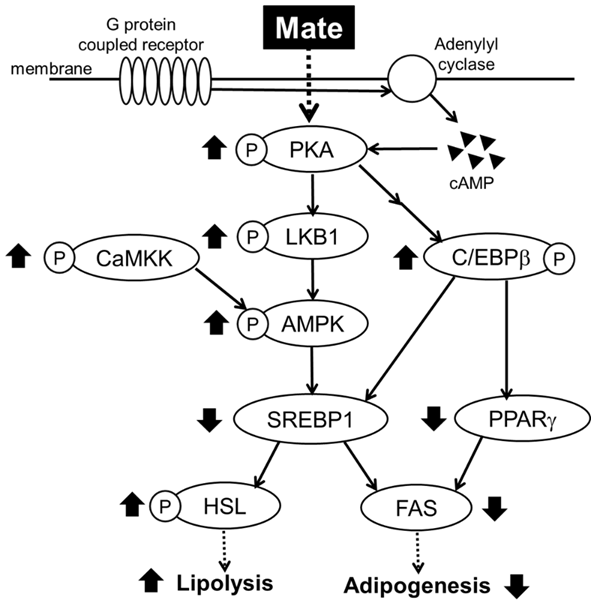 G protein
coupled receptor
Mate
Adenylyl
cyclase
membrane
P PKA
cAMP
P LKB1
P CaMKK
C/EBPβ P
P AMPK
SREBP1
PPARγ
P HSL
FAS
Lipolysis
Adipogenesis